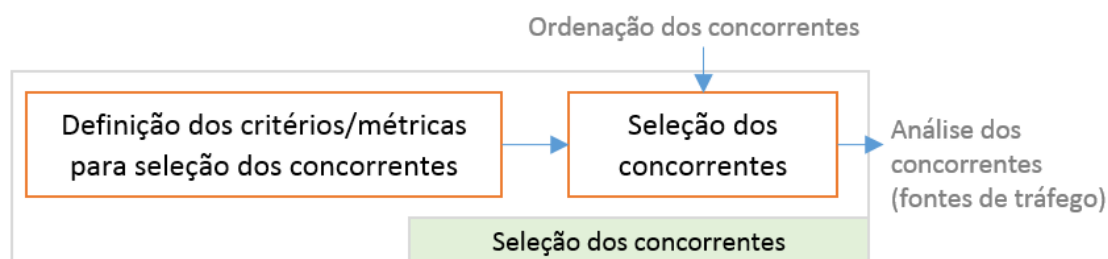 Ordenação dos concorrentes
Definição dos critérios/métricas
para seleção dos concorrentes
Seleção dos
concorrentes
Análise dos
concorrentes
(fontes de tráfego)
Seleção dos concorrentes